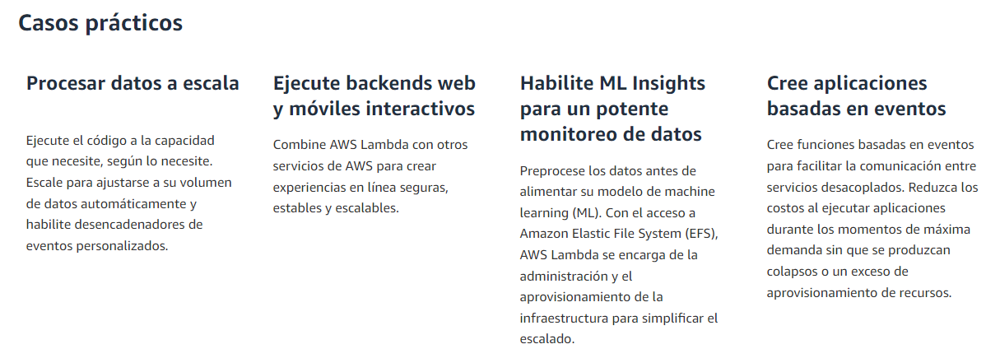 Casos prácticos
Procesar datos a escala
Ejecute el código a la capacidad
que necesite, según lo necesite.
Escale para ajustarse a su volumen
de datos automáticamente y
habilite desencadenadores de
eventos personalizados.
Ejecute backends web
y móviles interactivos
Combine AWS Lambda con otros
servicios de AWS para crear
experiencias en línea seguras,
estables y escalables.
Habilite ML Insights
para un potente
monitoreo de datos
Preprocese los datos antes de
alimentar su modelo de machine
learning (ML). Con el acceso a
Amazon Elastic File System (EFS),
AWS Lambda se encarga de la
administración y el
aprovisionamiento de la
infraestructura para simplificar el
escalado.
Cree aplicaciones
basadas en eventos
Cree funciones basadas en eventos
para facilitar la comunicación entre
servicios desacoplados. Reduzca los
costos al ejecutar aplicaciones
durante los momentos de máxima
demanda sin que se produzcan
colapsos o un exceso de
aprovisionamiento de recursos.